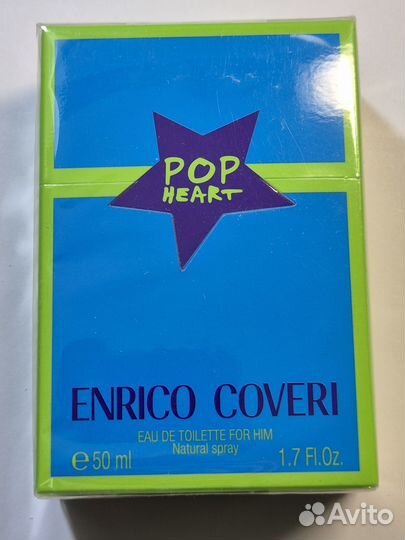 POP
HEART
ENRICO COVERI
EAU DE TOILETTE FOR HIM
Natural spray
℮50 ml 1.7 Fl.Oz.
Avito